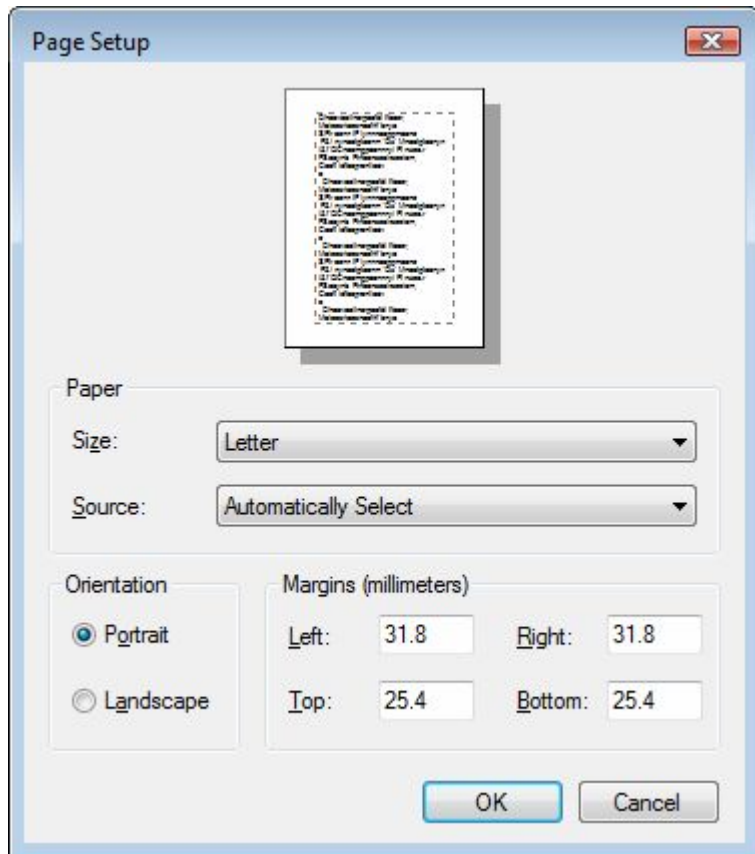 Page Setup
Paper
Size: Letter
Source: Automatically Select
Orientation Margins (millimeters)
Portrait Left: 31.8 Right: 31.8
Landscape Top: 25.4 Bottom: 25.4
OK Cancel